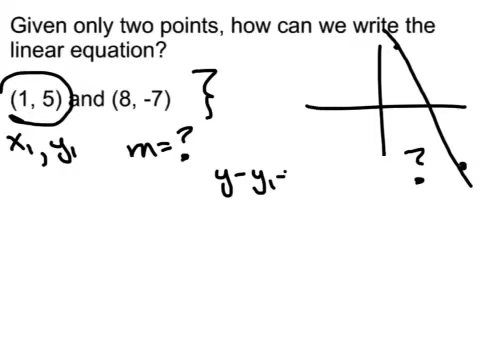 Given only two points, how can we write the
linear equation?
(1, 5) and (8, -7)
x₁, y₁ m=?
?
y-y₁=